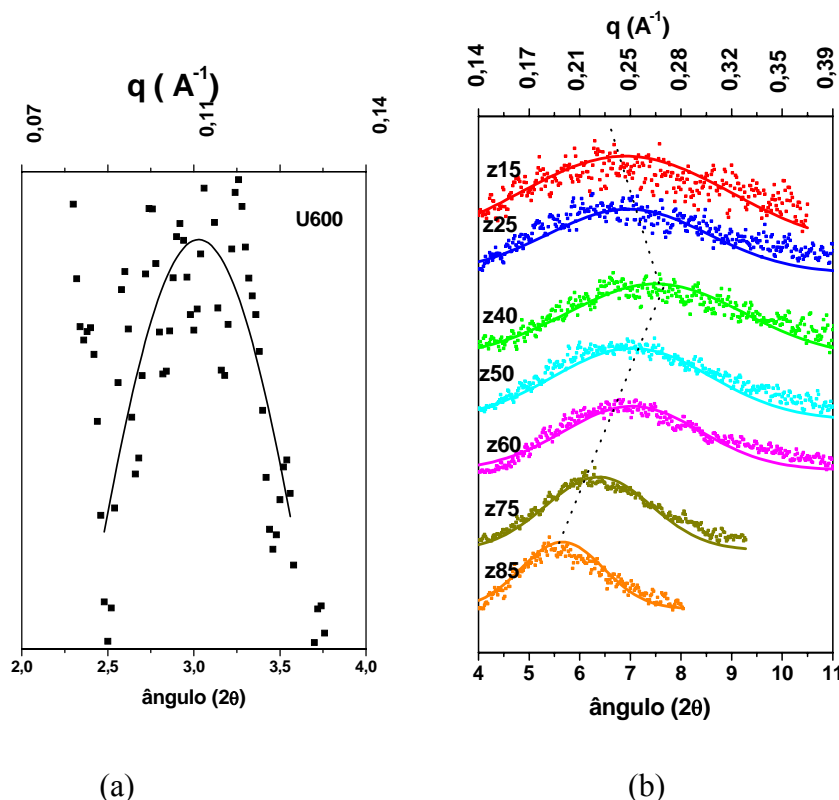 q ( A⁻¹)
0,07 0,11 0,14
U600
2,0 2,5 3,0 3,5 4,0
ângulo (2θ)
(a)
q (A⁻¹)
0,14 0,17 0,21 0,25 0,28 0,32 0,35 0,39
z15
z25
z40
z50
z60
z75
z85
4 5 6 7 8 9 10 11
ângulo (2θ)
(b)